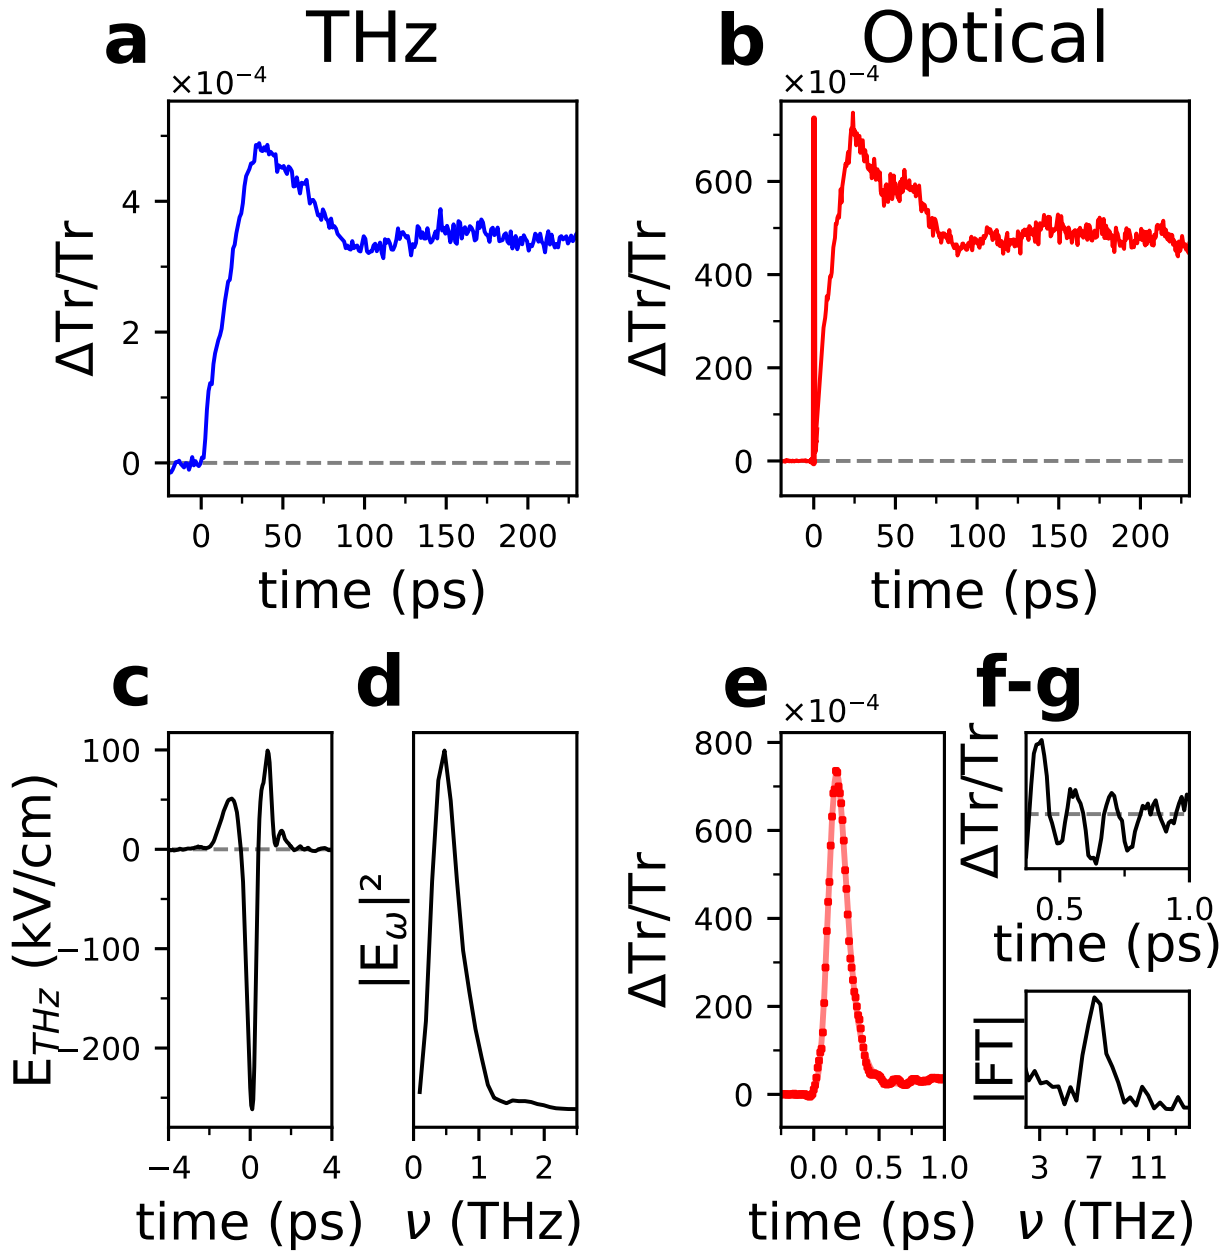 a THz
×10⁻⁴
ΔTr/Tr
4
2
0
0 50 100 150 200
time (ps)
b Optical
×10⁻⁴
ΔTr/Tr
600
400
200
0
0 50 100 150 200
time (ps)
c
E_THz (kV/cm)
100
0
−100
−200
−4 0 4
time (ps)
d
|E_ω|²
0 1 2
ν (THz)
e
×10⁻⁴
ΔTr/Tr
800
600
400
200
0
0.0 0.5 1.0
time (ps)
f-g
ΔTr/Tr
0.5 1.0
time (ps)
|FT|
3 7 11
ν (THz)